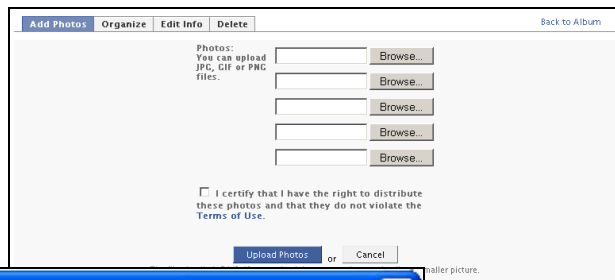 Add Photos Organize Edit Info Delete Back to Album
Photos:
You can upload
JPG, GIF or PNG
files.
Browse...
Browse...
Browse...
Browse...
Browse...
I certify that I have the right to distribute
these photos and that they do not violate the
Terms of Use.
Upload Photos or Cancel
smaller picture.